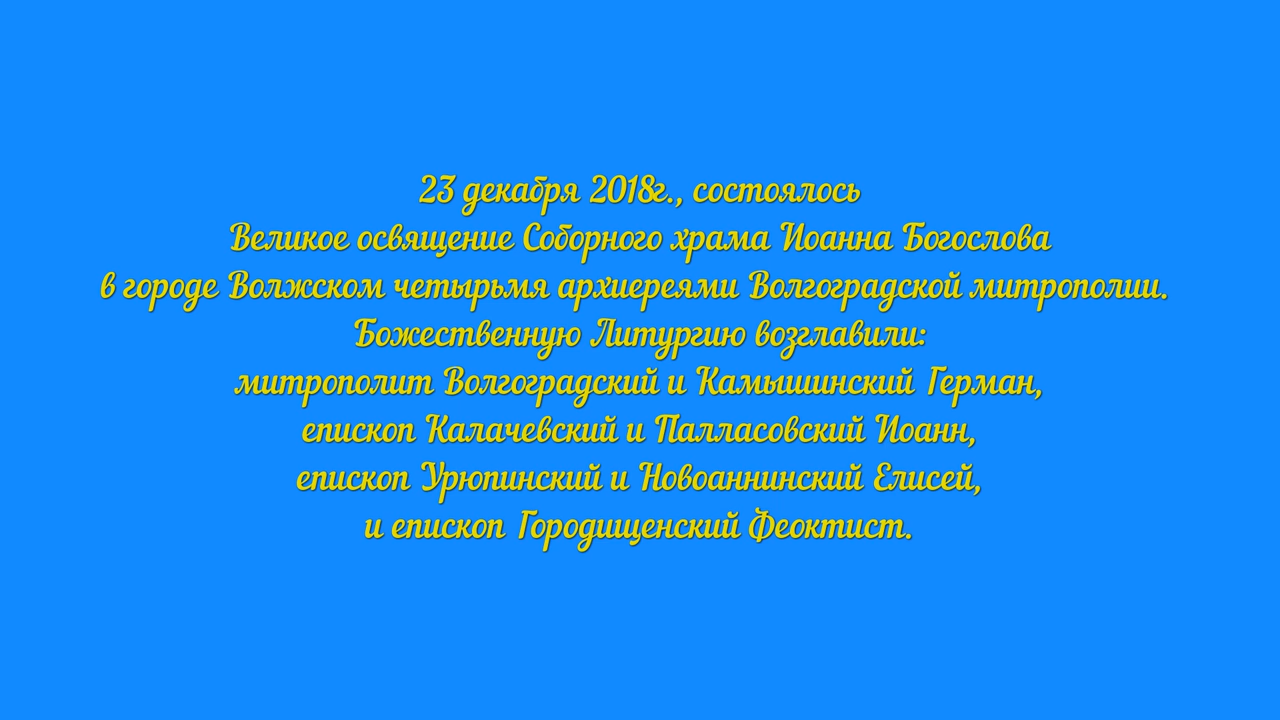 23 декабря 2018г., состоялось
Великое освящение Соборного храма Иоанна Богослова
в городе Волжском четырьмя архиереями Волгоградской митрополии.
Божественную Литургию возглавили:
митрополит Волгоградский и Камышинский Герман,
епископ Калачевский и Палласовский Иоанн,
епископ Урюпинский и Новоаннинский Елисей,
и епископ Городищенский Феоктист.